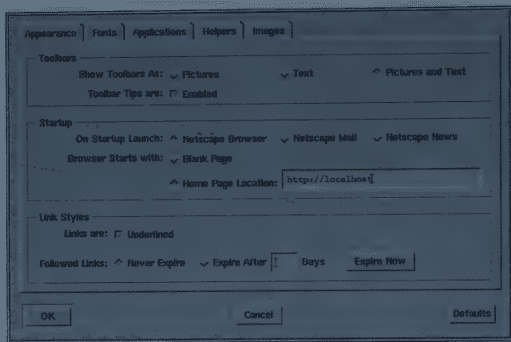 Appearance Fonts Applications Helpers Images
Toolbars
Show Toolbars As: Pictures Text Pictures and Text
Toolbar Tips are: Enabled
Startup
On Startup Launch: Netscape Browser Netscape Mail Netscape News
Browser Starts with: Blank Page
Home Page Location: http://localhost
Link Styles
Links are: Underlined
Followed Links: Never Expire Expire After Days Expire Now
OK Cancel Defaults